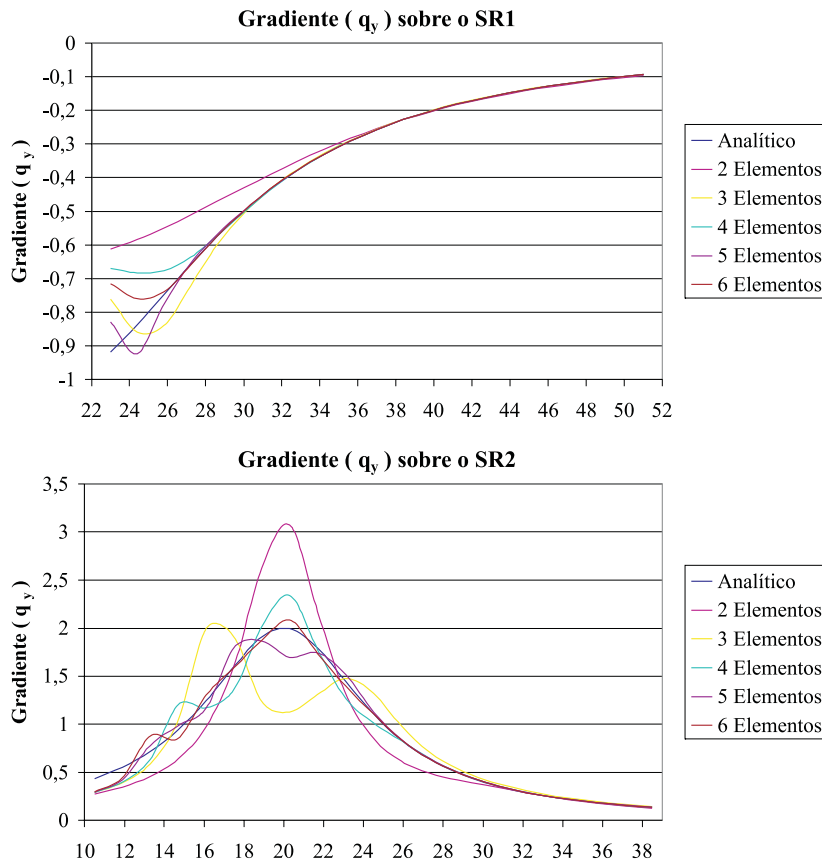 Gradiente ( qy ) sobre o SR1
0
-0,1
-0,2
-0,3
-0,4
-0,5
-0,6
-0,7
-0,8
-0,9
-1
Gradiente ( q y )
22 24 26 28 30 32 34 36 38 40 42 44 46 48 50 52
Analítico
2 Elementos
3 Elementos
4 Elementos
5 Elementos
6 Elementos
Gradiente ( qy ) sobre o SR2
3,5
3
2,5
2
1,5
1
0,5
0
Gradiente ( q y )
10 12 14 16 18 20 22 24 26 28 30 32 34 36 38
Analítico
2 Elementos
3 Elementos
4 Elementos
5 Elementos
6 Elementos